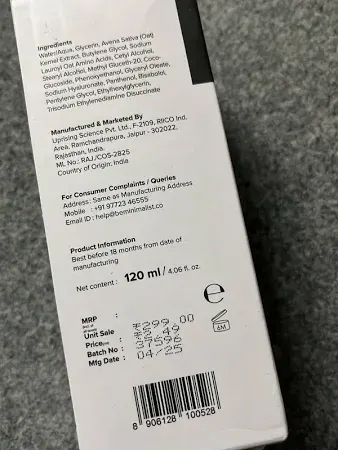 Ingredients
Water/Aqua, Glycerin, Avena Sativa (Oat)
Kernel Extract, Butylene Glycol, Sodium
Lauroyl Oat Amino Acids, Cetyl Alcohol,
Stearyl Alcohol, Methyl Gluceth-20, Coco-
Glucoside, Phenoxyethanol, Glyceryl Oleate,
Sodium Hyaluronate, Panthenol, Bisabolol,
Pentylene Glycol, Ethylhexylglycerin,
Trisodium Ethylenediamine Disuccinate
Manufactured & Marketed By
Uprising Science Pvt. Ltd., F-2109, RIICO Ind.
Area, Ramchandrapura, Jaipur - 302022,
Rajasthan, India.
Ml. No.: RAJ/COS-2825
Country of Origin: India
For Consumer Complaints / Queries
Address : Same as Manufacturing Address
Mobile : +91 97723 46555
Email ID : help@beminimalist.co
Product Information
Best before 18 months from date of
manufacturing
Net content : 120 ml / 4.06 fl. oz.
e
MRP : ₹299.00
Unit Sale
Price
Batch No :
Mfg Date : 04/25
6M
8 906128 100528